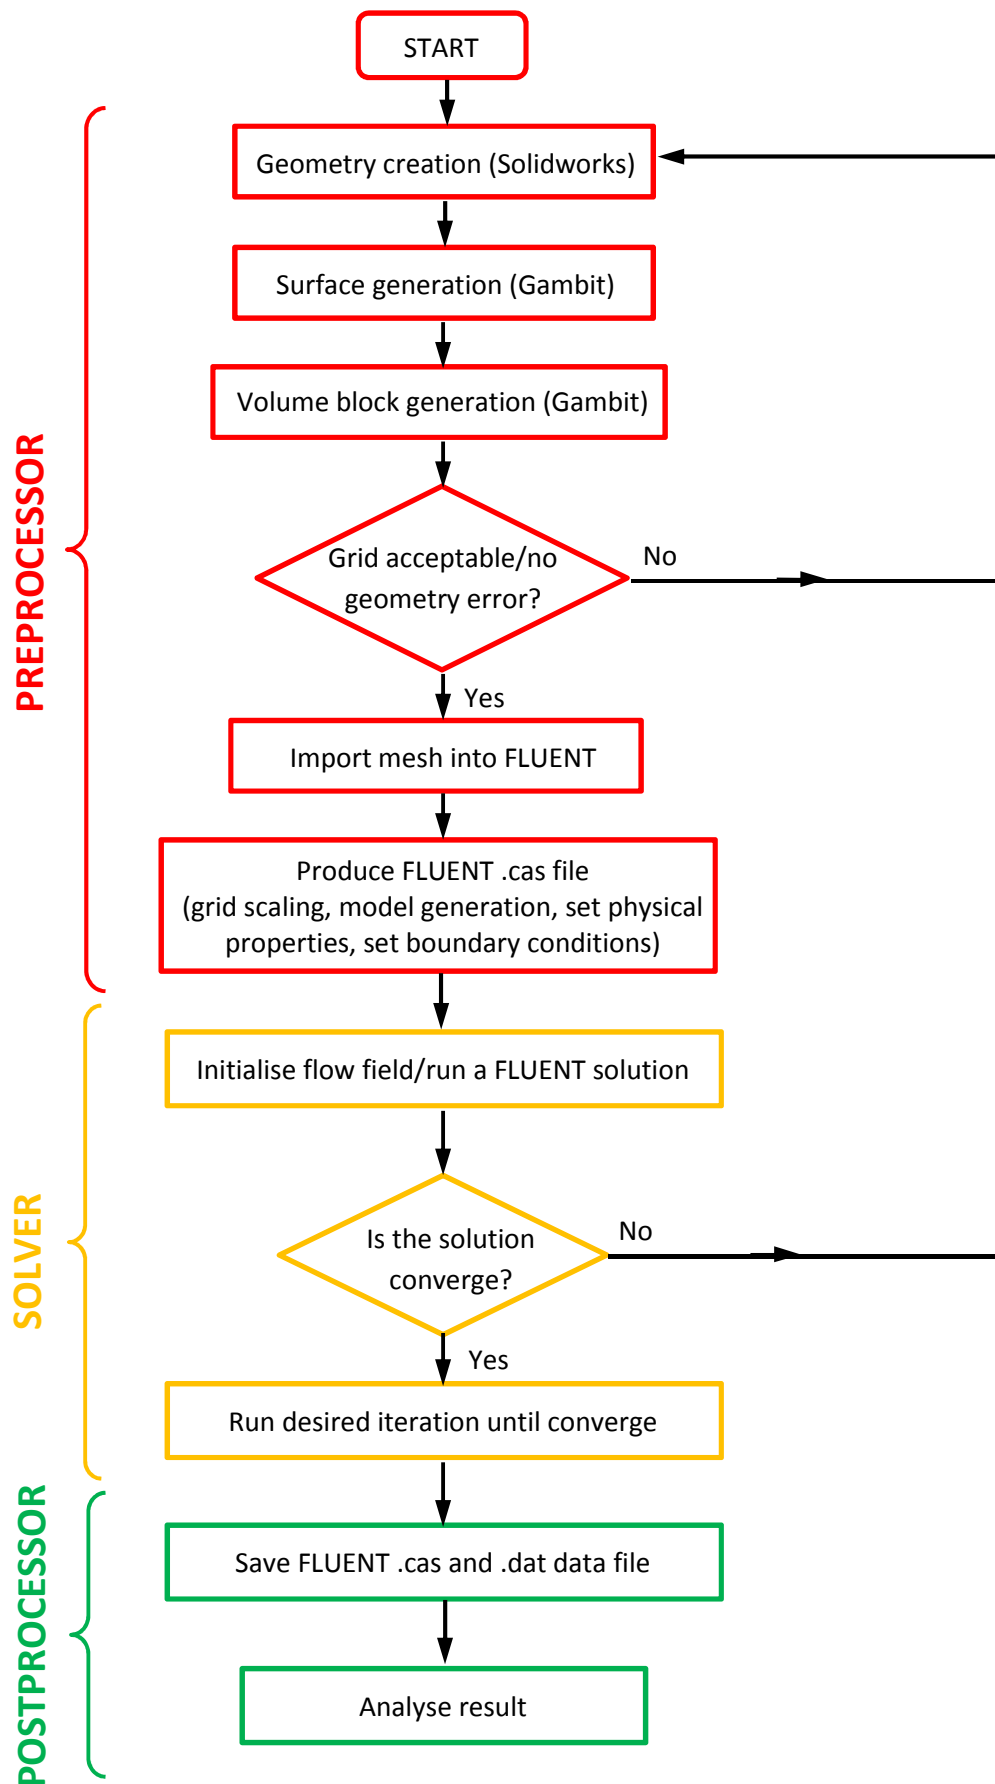 START
Geometry creation (Solidworks)
Surface generation (Gambit)
Volume block generation (Gambit)
PREPROCESSOR
Grid acceptable/no
geometry error?
No
Yes
Import mesh into FLUENT
Produce FLUENT .cas file
(grid scaling, model generation, set physical
properties, set boundary conditions)
Initialise flow field/run a FLUENT solution
SOLVER
Is the solution
converge?
No
Yes
Run desired iteration until converge
POSTPROCESSOR
Save FLUENT .cas and .dat data file
Analyse result